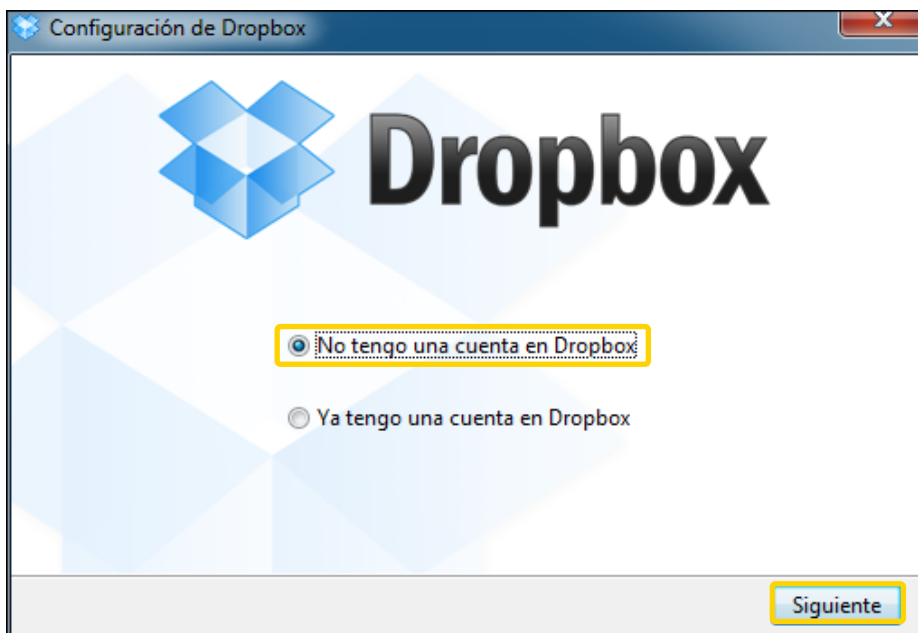 Configuración de Dropbox
Dropbox
No tengo una cuenta en Dropbox
Ya tengo una cuenta en Dropbox
Siguiente